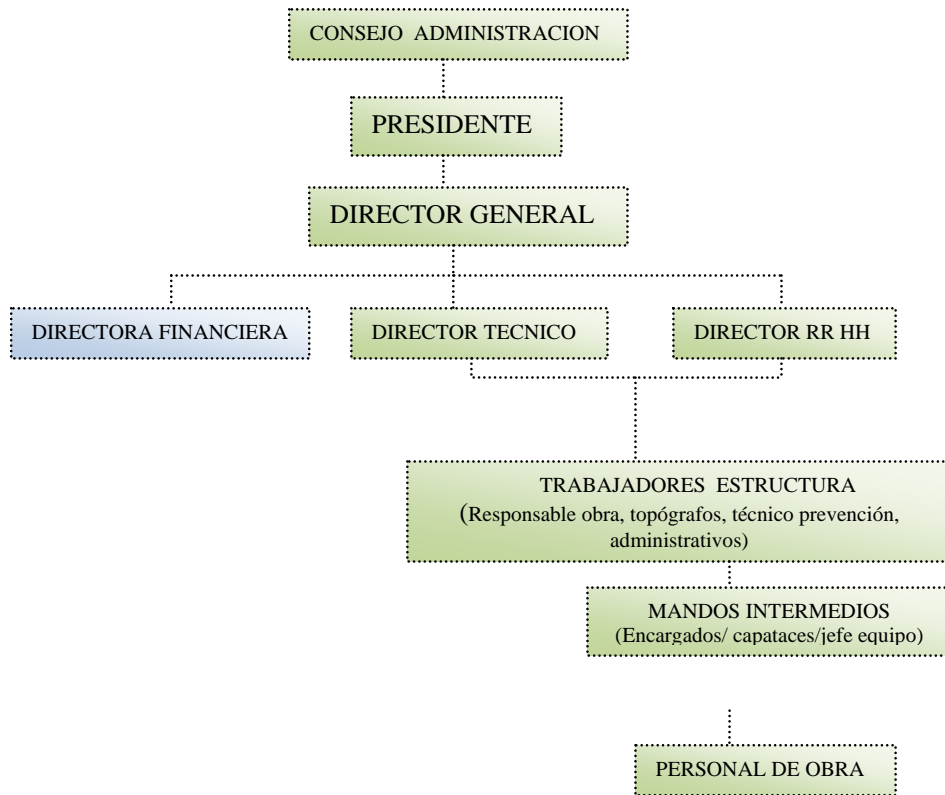 CONSEJO ADMINISTRACION
PRESIDENTE
DIRECTOR GENERAL
DIRECTORA FINANCIERA
DIRECTOR TECNICO
DIRECTOR RR HH
TRABAJADORES ESTRUCTURA
(Responsable obra, topógrafos, técnico prevención,
administrativos)
MANDOS INTERMEDIOS
(Encargados/ capataces/jefe equipo)
PERSONAL DE OBRA